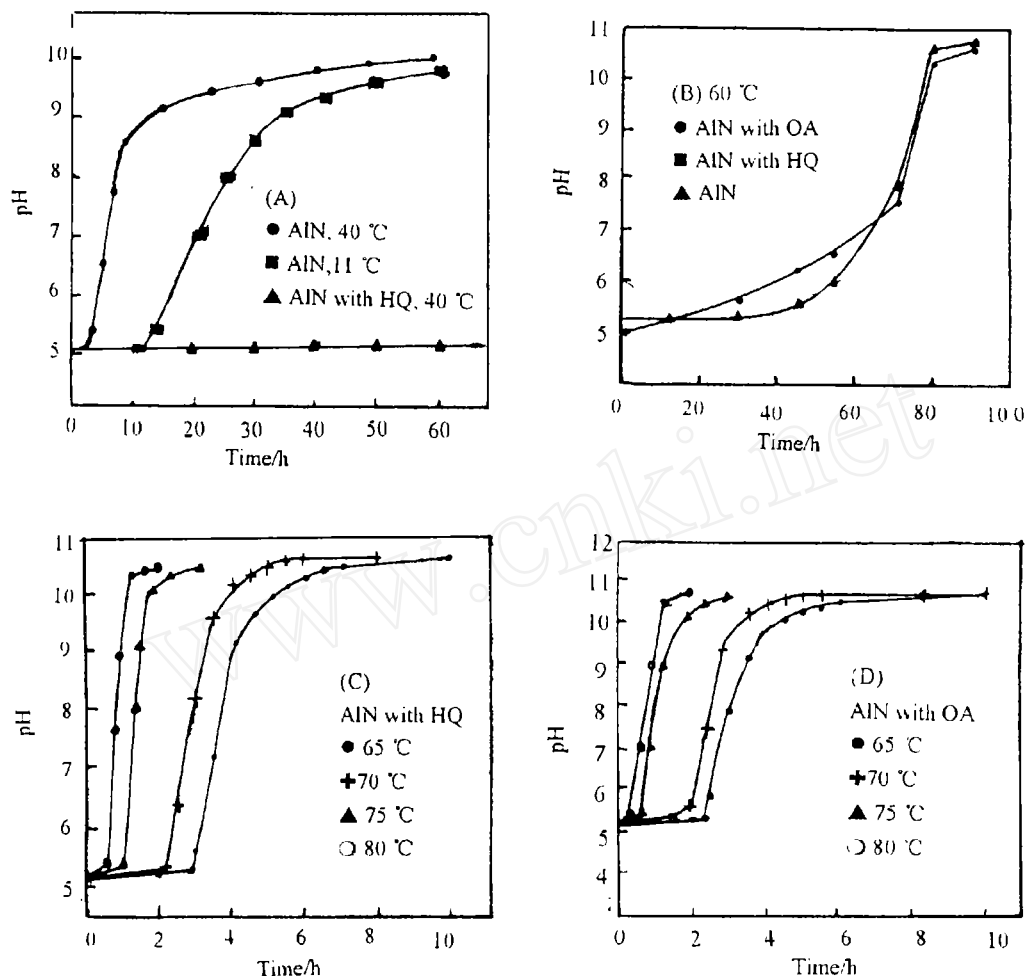 10
9
8
7
6
5
pH
0 10 20 30 40 50 60
Time/h
(A)
AlN, 40 ℃
AlN, 11 ℃
AlN with HQ, 40 ℃
11
10
9
8
7
6
5
pH
0 20 40 60 80 10 0
Time/h
(B) 60 ℃
AlN with OA
AlN with HQ
AlN
11
10
9
8
7
6
5
pH
0 2 4 6 8 10
Time/h
(C)
AlN with HQ
65 ℃
70 ℃
75 ℃
80 ℃
12
11
10
9
8
7
6
5
4
3
pH
0 2 4 6 8 10
Time/h
(D)
AlN with OA
65 ℃
70 ℃
75 ℃
80 ℃
www.cnki.net